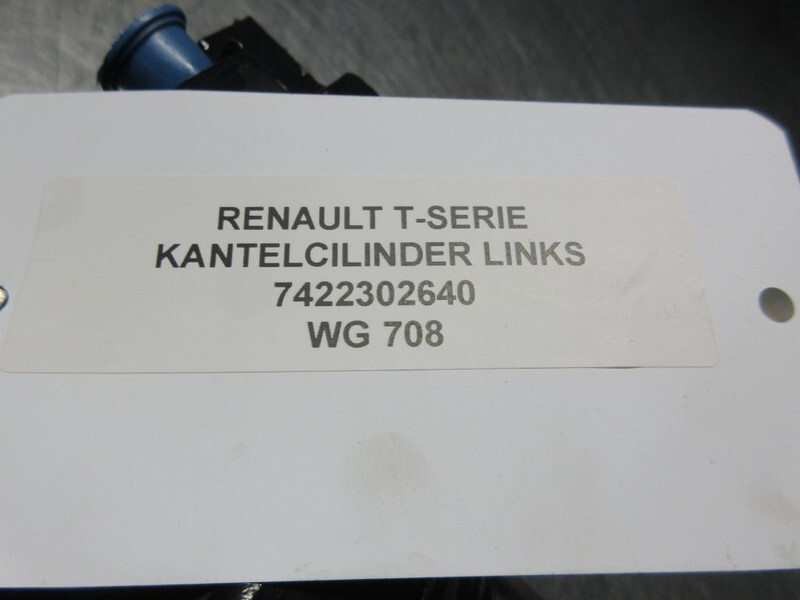 RENAULT T-SERIE
KANTELCILINDER LINKS
7422302640
WG 708